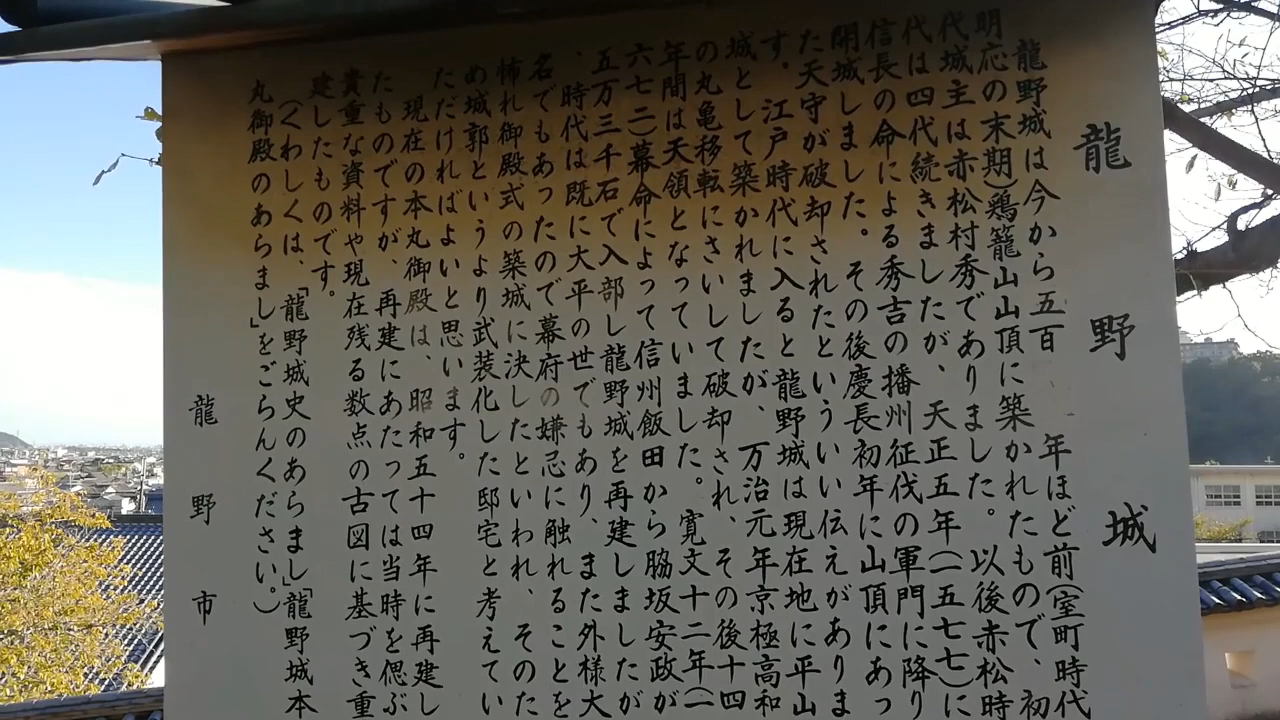 龍野城
龍野城は今から五百年ほど前(室町時代
明応の末期)鶏籠山山頂に築かれたもので、初
代城主は赤松村秀でありました。以後赤松時
代は四代続きましたが、天正五年(一五七七)に
信長の命による秀吉の播州征伐の軍門に降り
開城しました。その後慶長初年に山頂にあっ
た天守が破却されたといういい伝えがありま
す。江戸時代に入ると龍野城は現在地に平山
城として築かれましたが、万治元年京極高和
の丸亀移転にさいして破却され、その後十四
年間は天領となっていました。寛文十二年(一
六七二)幕命によって信州飯田から脇坂安政が
五万三千石で入部し龍野城を再建しましたが
、時代は既に大平の世でもあり、また外様大
名でもあったので幕府の嫌忌に触れることを
怖れ御殿式の築城に決したといわれ、そのた
め城郭というより武装化した邸宅と考えてい
ただければよいと思います。
現在の本丸御殿は、昭和五十四年に再建し
たものですが、再建にあたっては当時を偲ぶ
貴重な資料や現在残る数点の古図に基づき重
建したものです。
(くわしくは、「龍野城史のあらまし」「龍野城本
丸御殿のあらまし」をごらんください。)
龍野市